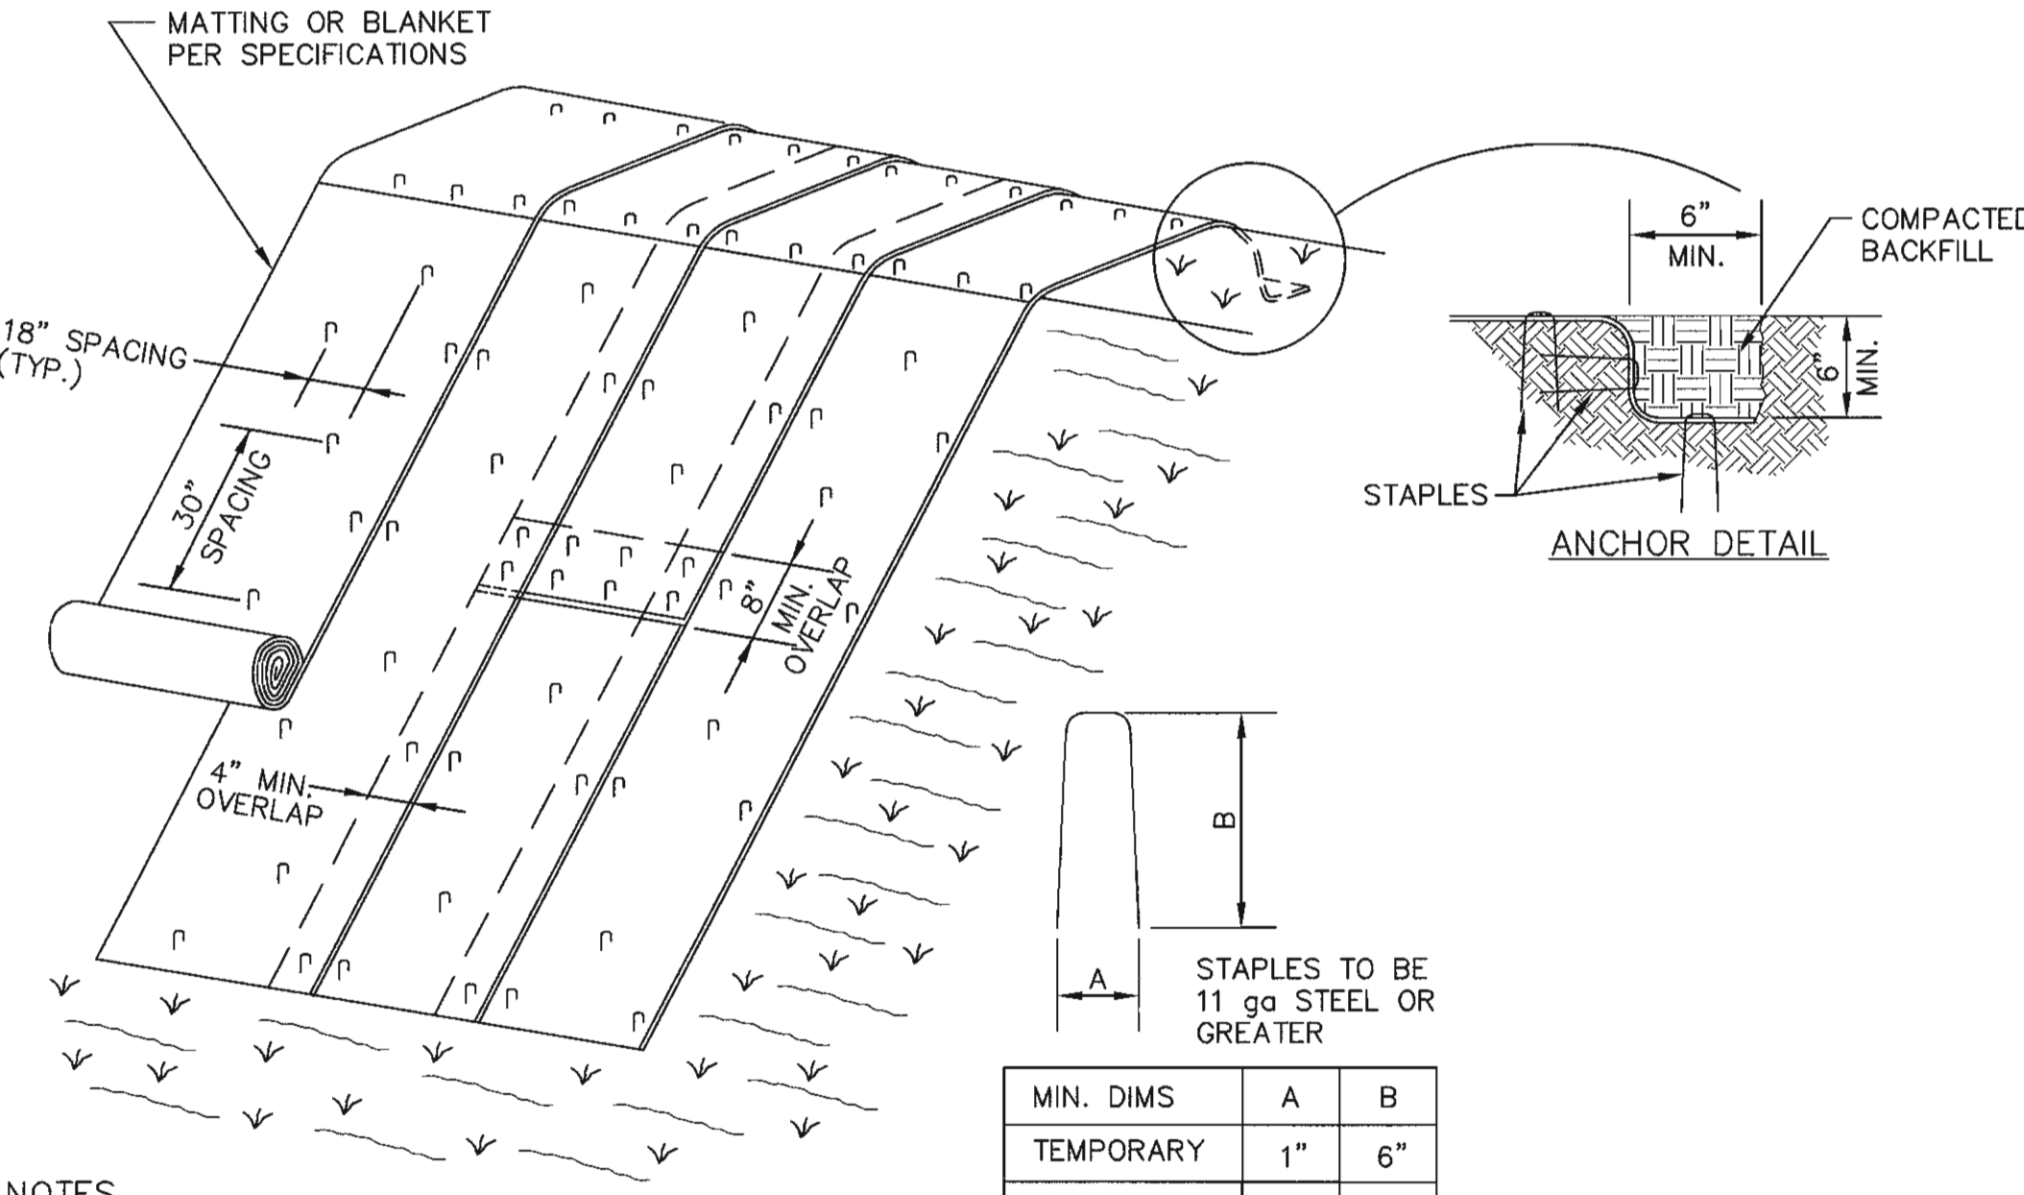 MATTING OR BLANKET
PER SPECIFICATIONS
18" SPACING
(TYP.)
30"
SPACING
4" MIN.
OVERLAP
8"
MIN.
OVERLAP
6"
MIN.
COMPACTED
BACKFILL
6"
MIN.
STAPLES
ANCHOR DETAIL
B
A
STAPLES TO BE
11 ga STEEL OR
GREATER
MIN. DIMS A B
TEMPORARY 1" 6"
NOTES